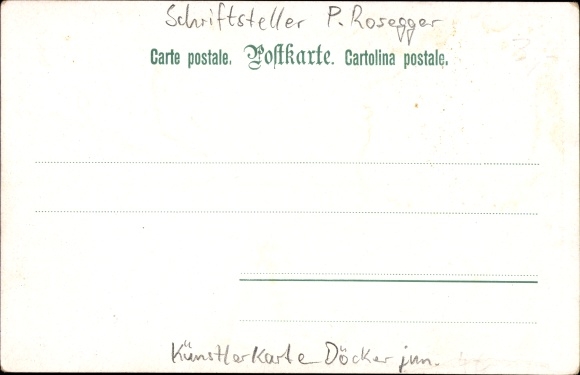 Schriftsteller P. Rosegger
Carte postale. Postkarte. Cartolina postale.
Künstlerkarte Döcker jun.